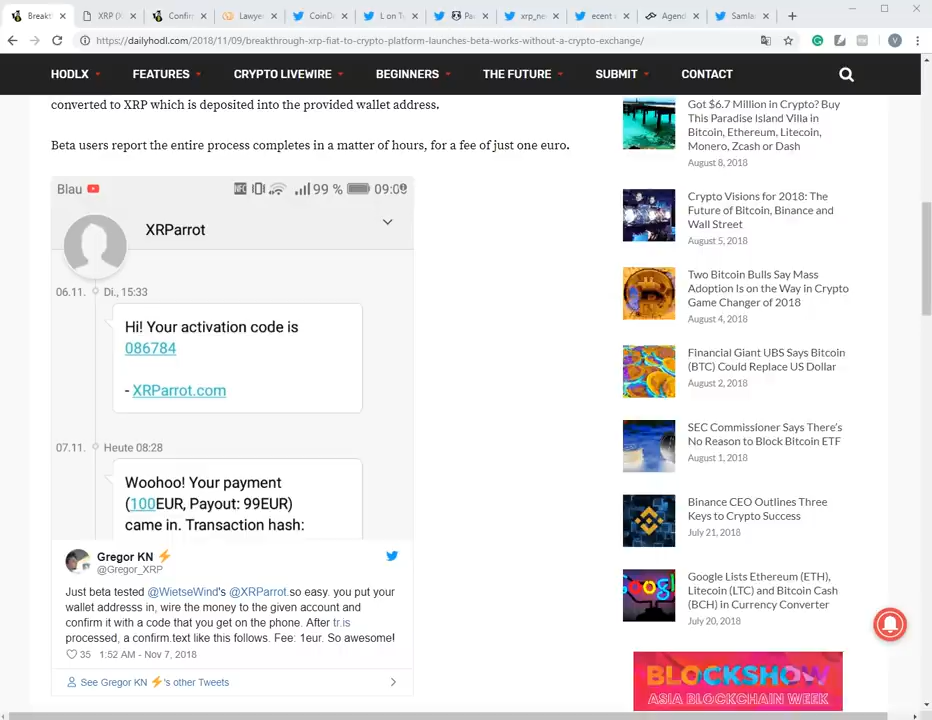 Breakt
XRP (X
Confirm
Lawyer
CoinDa
L on T
Pac
xrp_ne
ecent v
Agend
Samla
https://dailyhodl.com/2018/11/09/breakthrough-xrp-fiat-to-crypto-platform-launches-beta-works-without-a-crypto-exchange/
V
HODLX
FEATURES
CRYPTO LIVEWIRE
BEGINNERS
THE FUTURE
SUBMIT
CONTACT
converted to XRP which is deposited into the provided wallet address.
Beta users report the entire process completes in a matter of hours, for a fee of just one euro.
Blau
NFC
99 %
XRParrot
06.11.
Di., 15:33
Hi! Your activation code is
086784
- XRParrot.com
07.11.
Heute 08:28
Woohoo! Your payment
(100EUR, Payout: 99EUR)
came in. Transaction hash:
Gregor KN
@Gregor_XRP
Just beta tested @WietseWind's @XRParrot.so easy. you put your
wallet addresss in, wire the money to the given account and
confirm it with a code that you get on the phone. After tr.is
processed, a confirm.text like this follows. Fee: 1eur. So awesome!
35
1:52 AM - Nov 7, 2018
See Gregor KN ⚡'s other Tweets
Got $6.7 Million in Crypto? Buy
This Paradise Island Villa in
Bitcoin, Ethereum, Litecoin,
Monero, Zcash or Dash
August 8, 2018
Crypto Visions for 2018: The
Future of Bitcoin, Binance and
Wall Street
August 5, 2018
Two Bitcoin Bulls Say Mass
Adoption Is on the Way in Crypto
Game Changer of 2018
August 4, 2018
Financial Giant UBS Says Bitcoin
(BTC) Could Replace US Dollar
August 2, 2018
SEC Commissioner Says There's
No Reason to Block Bitcoin ETF
August 1, 2018
Binance CEO Outlines Three
Keys to Crypto Success
July 21, 2018
Google Lists Ethereum (ETH),
Litecoin (LTC) and Bitcoin Cash
(BCH) in Currency Converter
July 20, 2018
BLOCKSHOW
ASIA BLOCKCHAIN WEEK